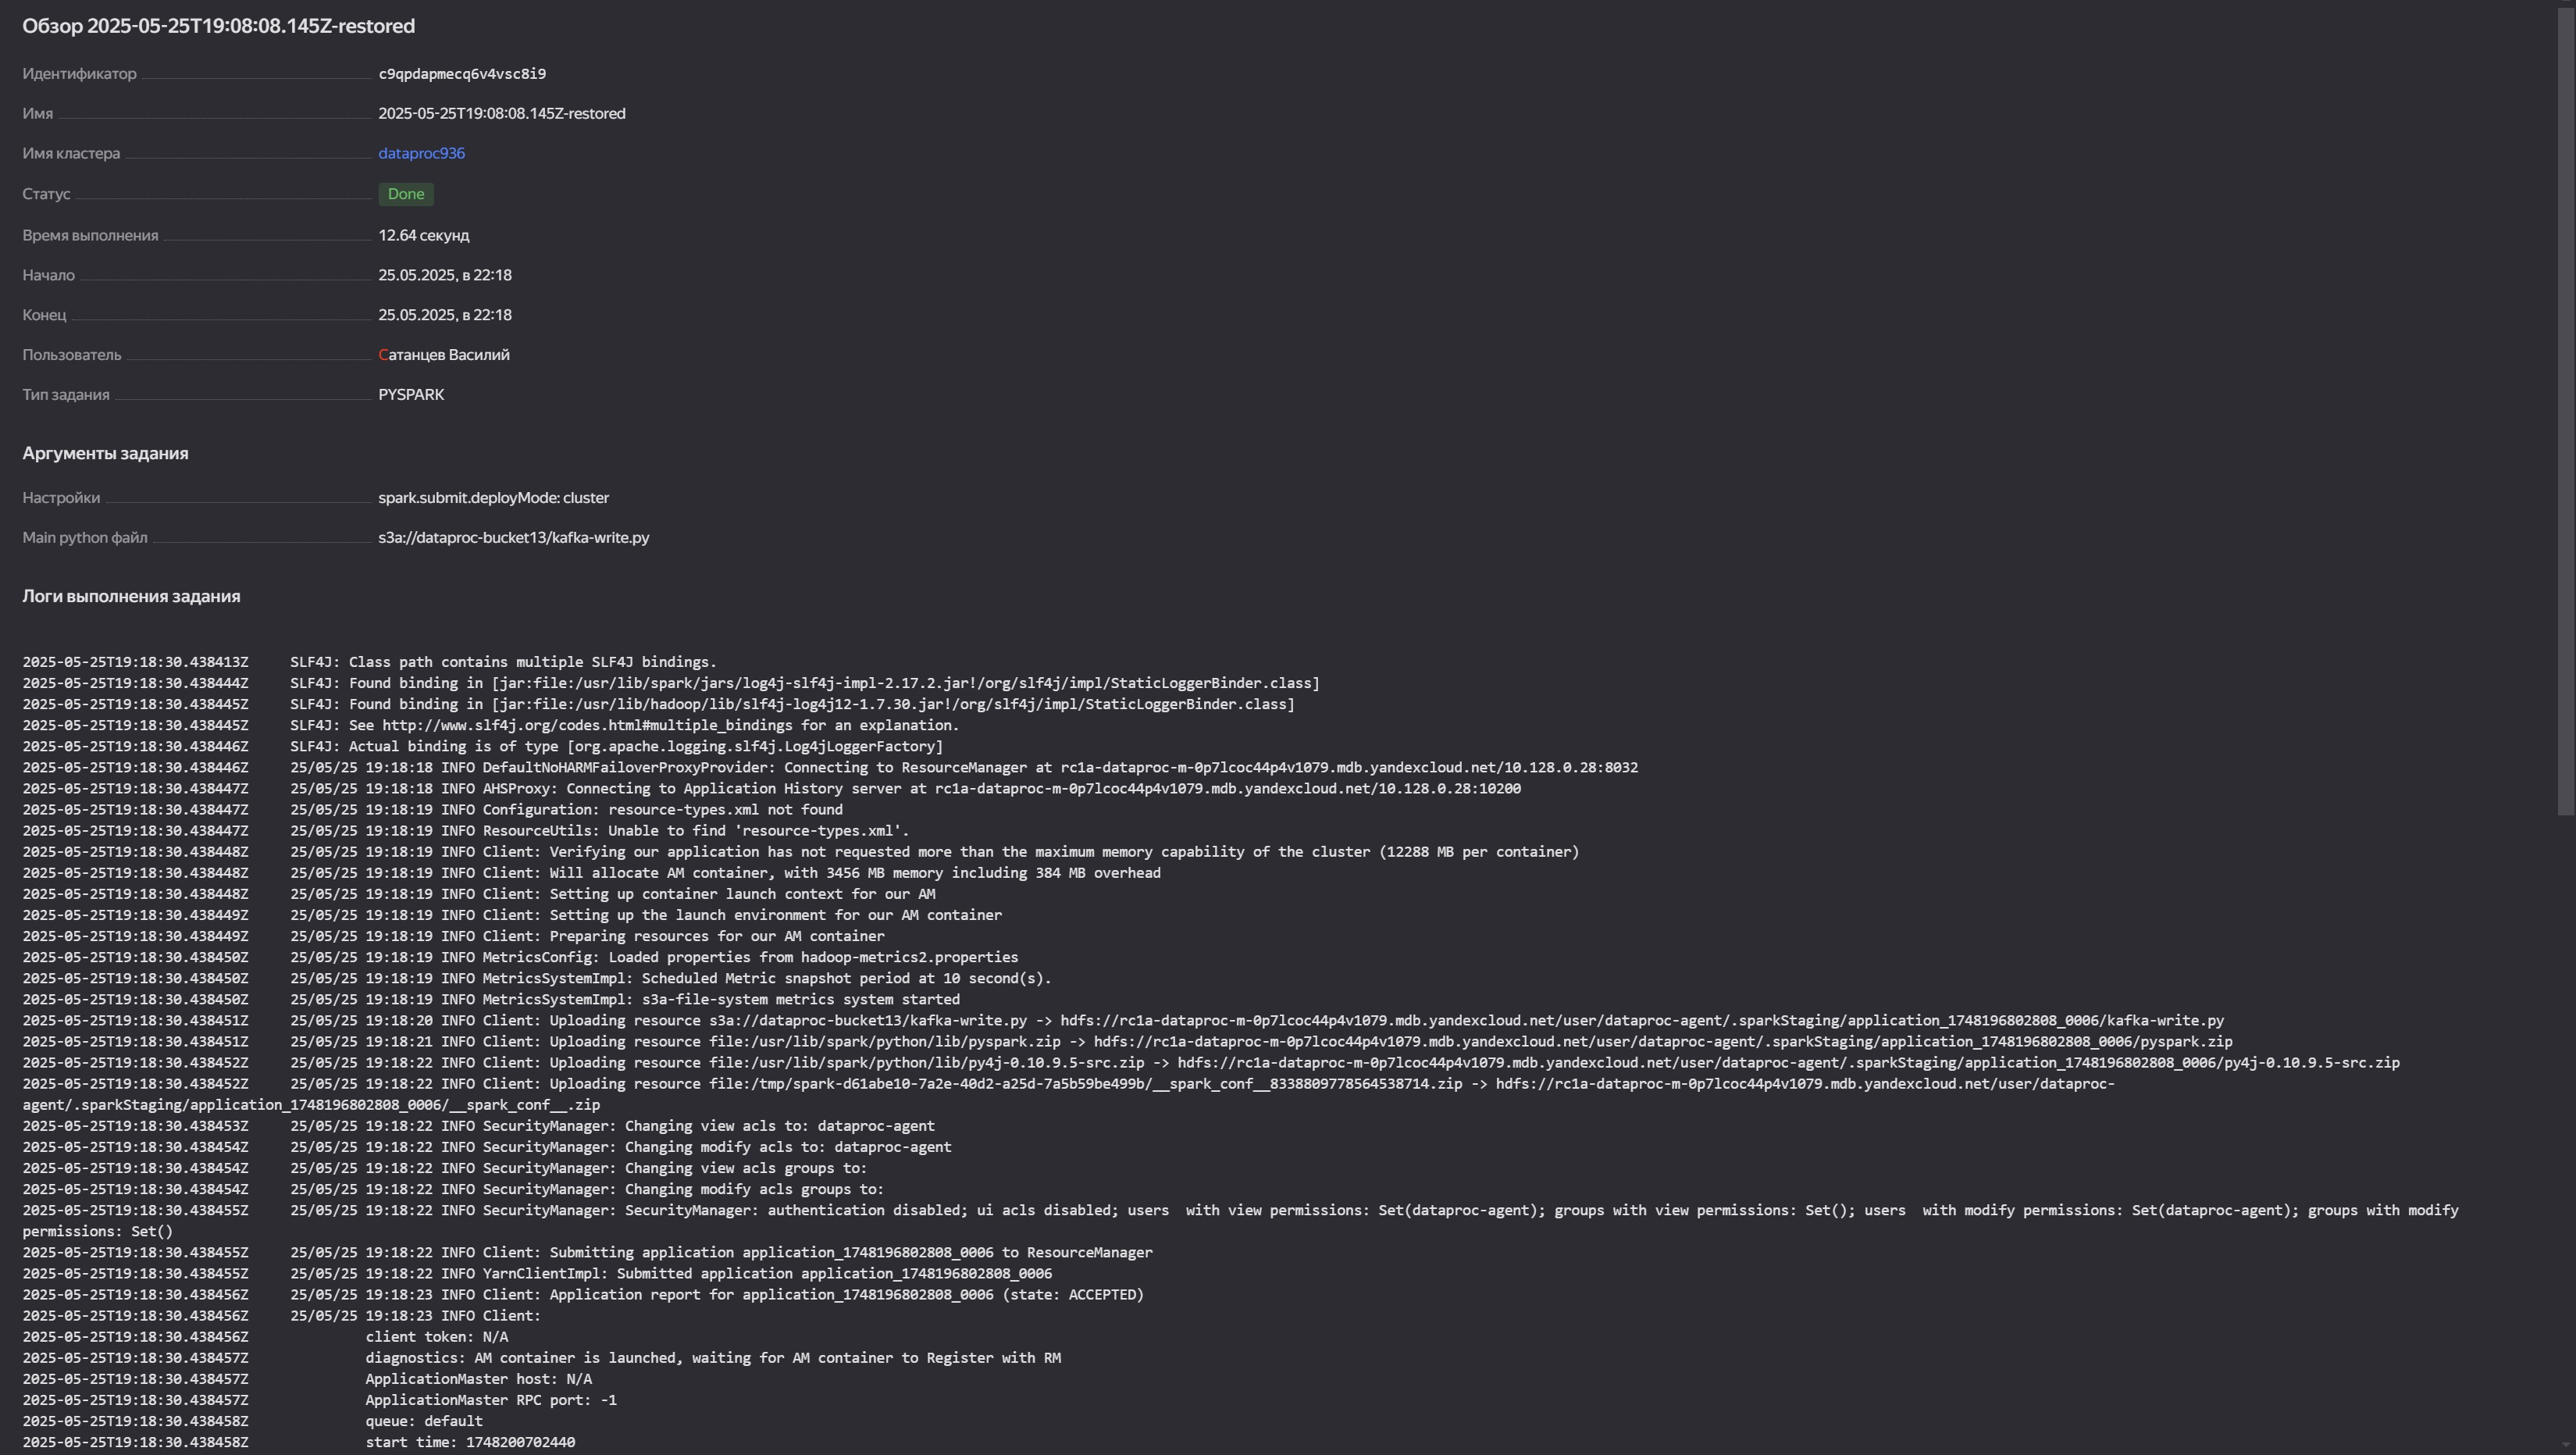 Обзор 2025-05-25T19:08:08.145Z-restored
Идентификатор c9qpdapmecq6v4vsc8i9
Имя 2025-05-25T19:08:08.145Z-restored
Имя кластера dataproc936
Статус Done
Время выполнения 12.64 секунд
Начало 25.05.2025, в 22:18
Конец 25.05.2025, в 22:18
Пользователь Сатанцев Василий
Тип задания PYSPARK
Аргументы задания
Настройки spark.submit.deployMode: cluster
Main python файл s3a://dataproc-bucket13/kafka-write.py
Логи выполнения задания
2025-05-25T19:18:30.438413Z SLF4J: Class path contains multiple SLF4J bindings.
2025-05-25T19:18:30.438444Z SLF4J: Found binding in [jar:file:/usr/lib/spark/jars/log4j-slf4j-impl-2.17.2.jar!/org/slf4j/impl/StaticLoggerBinder.class]
2025-05-25T19:18:30.438445Z SLF4J: Found binding in [jar:file:/usr/lib/hadoop/lib/slf4j-log4j12-1.7.30.jar!/org/slf4j/impl/StaticLoggerBinder.class]
2025-05-25T19:18:30.438445Z SLF4J: See http://www.slf4j.org/codes.html#multiple_bindings for an explanation.
2025-05-25T19:18:30.438446Z SLF4J: Actual binding is of type [org.apache.logging.slf4j.Log4jLoggerFactory]
2025-05-25T19:18:30.438446Z 25/05/25 19:18:18 INFO DefaultNoHARMFailoverProxyProvider: Connecting to ResourceManager at rc1a-dataproc-m-0p7lcoc44p4v1079.mdb.yandexcloud.net/10.128.0.28:8032
2025-05-25T19:18:30.438447Z 25/05/25 19:18:18 INFO AHSProxy: Connecting to Application History server at rc1a-dataproc-m-0p7lcoc44p4v1079.mdb.yandexcloud.net/10.128.0.28:10200
2025-05-25T19:18:30.438447Z 25/05/25 19:18:19 INFO Configuration: resource-types.xml not found
2025-05-25T19:18:30.438447Z 25/05/25 19:18:19 INFO ResourceUtils: Unable to find 'resource-types.xml'.
2025-05-25T19:18:30.438448Z 25/05/25 19:18:19 INFO Client: Verifying our application has not requested more than the maximum memory capability of the cluster (12288 MB per container)
2025-05-25T19:18:30.438448Z 25/05/25 19:18:19 INFO Client: Will allocate AM container, with 3456 MB memory including 384 MB overhead
2025-05-25T19:18:30.438448Z 25/05/25 19:18:19 INFO Client: Setting up container launch context for our AM
2025-05-25T19:18:30.438449Z 25/05/25 19:18:19 INFO Client: Setting up the launch environment for our AM container
2025-05-25T19:18:30.438449Z 25/05/25 19:18:19 INFO Client: Preparing resources for our AM container
2025-05-25T19:18:30.438450Z 25/05/25 19:18:19 INFO MetricsConfig: Loaded properties from hadoop-metrics2.properties
2025-05-25T19:18:30.438450Z 25/05/25 19:18:19 INFO MetricsSystemImpl: Scheduled Metric snapshot period at 10 second(s).
2025-05-25T19:18:30.438450Z 25/05/25 19:18:19 INFO MetricsSystemImpl: s3a-file-system metrics system started
2025-05-25T19:18:30.438451Z 25/05/25 19:18:20 INFO Client: Uploading resource s3a://dataproc-bucket13/kafka-write.py -> hdfs://rc1a-dataproc-m-0p7lcoc44p4v1079.mdb.yandexcloud.net/user/dataproc-agent/.sparkStaging/application_1748196802808_0006/kafka-write.py
2025-05-25T19:18:30.438451Z 25/05/25 19:18:21 INFO Client: Uploading resource file:/usr/lib/spark/python/lib/pyspark.zip -> hdfs://rc1a-dataproc-m-0p7lcoc44p4v1079.mdb.yandexcloud.net/user/dataproc-agent/.sparkStaging/application_1748196802808_0006/pyspark.zip
2025-05-25T19:18:30.438452Z 25/05/25 19:18:22 INFO Client: Uploading resource file:/usr/lib/spark/python/lib/py4j-0.10.9.5-src.zip -> hdfs://rc1a-dataproc-m-0p7lcoc44p4v1079.mdb.yandexcloud.net/user/dataproc-agent/.sparkStaging/application_1748196802808_0006/py4j-0.10.9.5-src.zip
2025-05-25T19:18:30.438452Z 25/05/25 19:18:22 INFO Client: Uploading resource file:/tmp/spark-d61abe10-7a2e-40d2-a25d-7a5b59be499b/__spark_conf__8338809778564538714.zip -> hdfs://rc1a-dataproc-m-0p7lcoc44p4v1079.mdb.yandexcloud.net/user/dataproc-
agent/.sparkStaging/application_1748196802808_0006/__spark_conf__.zip
2025-05-25T19:18:30.438453Z 25/05/25 19:18:22 INFO SecurityManager: Changing view acls to: dataproc-agent
2025-05-25T19:18:30.438454Z 25/05/25 19:18:22 INFO SecurityManager: Changing modify acls to: dataproc-agent
2025-05-25T19:18:30.438454Z 25/05/25 19:18:22 INFO SecurityManager: Changing view acls groups to:
2025-05-25T19:18:30.438454Z 25/05/25 19:18:22 INFO SecurityManager: Changing modify acls groups to:
2025-05-25T19:18:30.438455Z 25/05/25 19:18:22 INFO SecurityManager: SecurityManager: authentication disabled; ui acls disabled; users  with view permissions: Set(dataproc-agent); groups with view permissions: Set(); users  with modify permissions: Set(dataproc-agent); groups with modify
permissions: Set()
2025-05-25T19:18:30.438455Z 25/05/25 19:18:22 INFO Client: Submitting application application_1748196802808_0006 to ResourceManager
2025-05-25T19:18:30.438455Z 25/05/25 19:18:22 INFO YarnClientImpl: Submitted application application_1748196802808_0006
2025-05-25T19:18:30.438456Z 25/05/25 19:18:23 INFO Client: Application report for application_1748196802808_0006 (state: ACCEPTED)
2025-05-25T19:18:30.438456Z 25/05/25 19:18:23 INFO Client:
2025-05-25T19:18:30.438456Z client token: N/A
2025-05-25T19:18:30.438457Z diagnostics: AM container is launched, waiting for AM container to Register with RM
2025-05-25T19:18:30.438457Z ApplicationMaster host: N/A
2025-05-25T19:18:30.438457Z ApplicationMaster RPC port: -1
2025-05-25T19:18:30.438458Z queue: default
2025-05-25T19:18:30.438458Z start time: 1748200702440